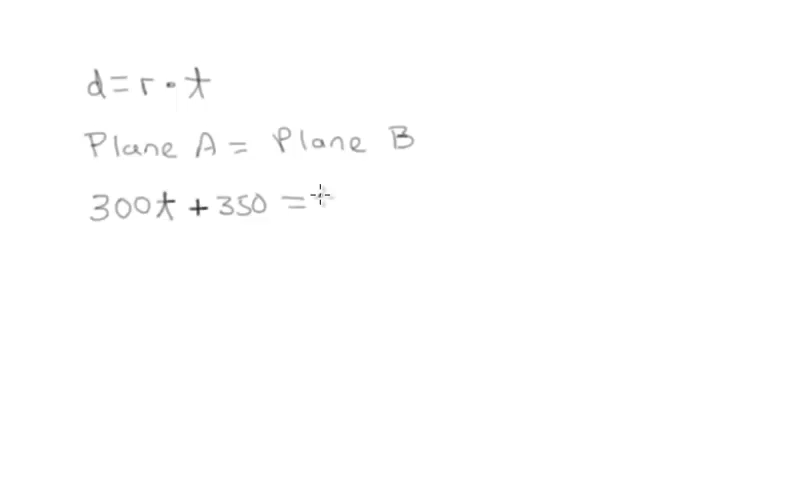 d = r · t
Plane A = Plane B
300t + 350 =